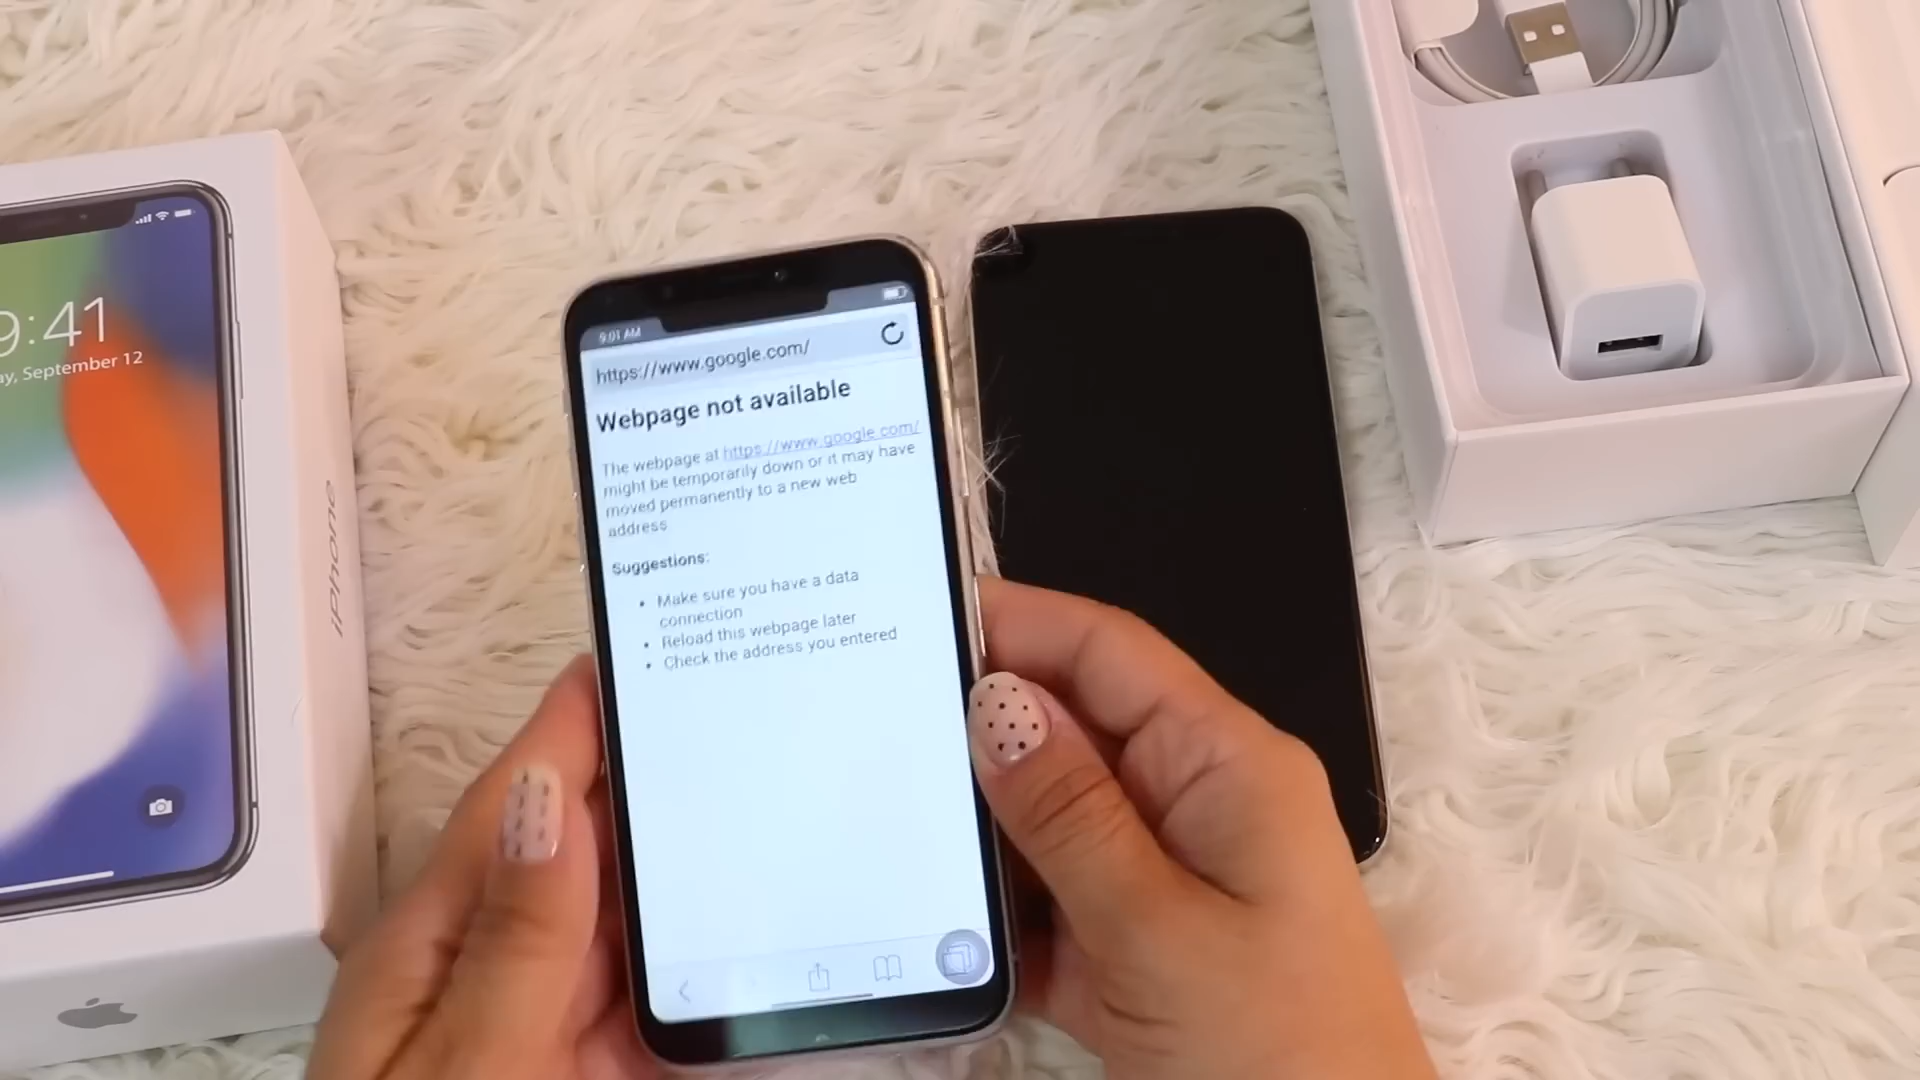 9:41
ay, September 12
iPhone
9:01 AM
https://www.google.com/
Webpage not available
The webpage at https://www.google.com/
might be temporarily down or it may have
moved permanently to a new web
address
Suggestions:
Make sure you have a data
connection
Reload this webpage later
Check the address you entered